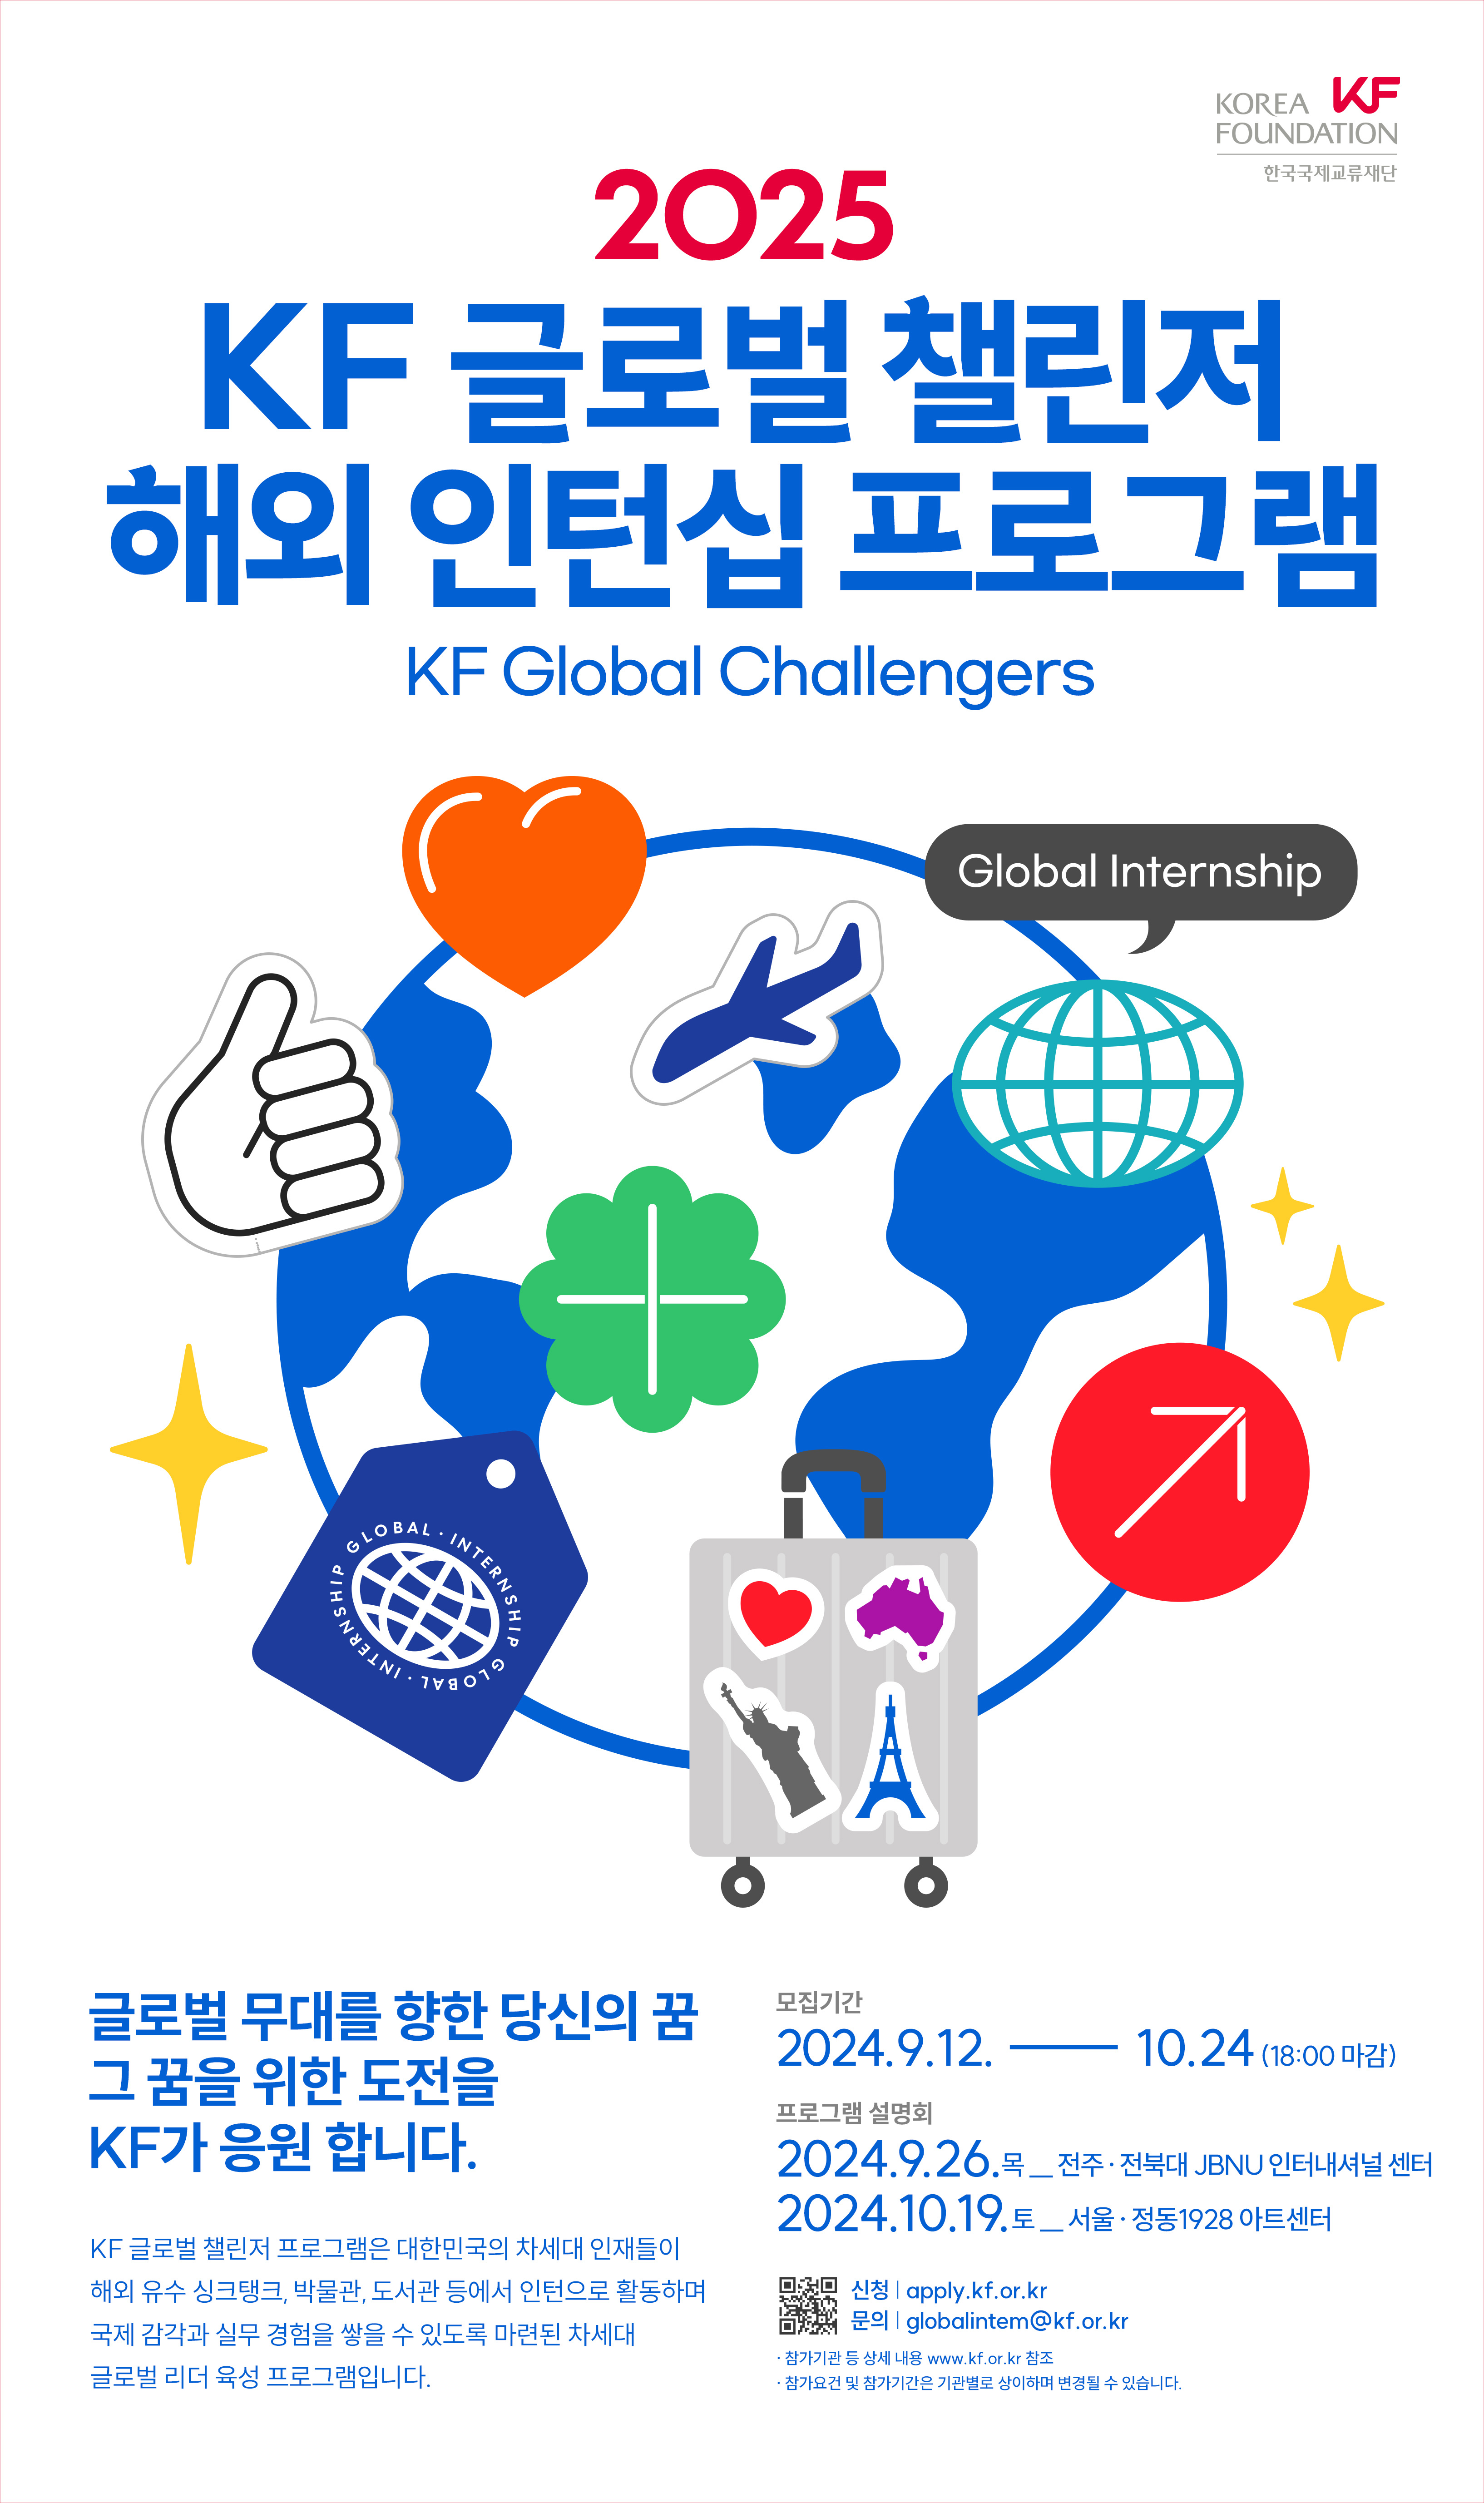 KOREA KF
FOUNDATION
한국국제교류재단
2025
KF 글로벌 챌린저
해외 인턴십 프로그램
KF Global Challengers
Global Internship
GLOBAL · INTERNSHIP GLOBAL · INTERNSHIP
글로벌 무대를 향한 당신의 꿈
그 꿈을 위한 도전을
KF가 응원 합니다.
KF 글로벌 챌린저 프로그램은 대한민국의 차세대 인재들이
해외 유수 싱크탱크, 박물관, 도서관 등에서 인턴으로 활동하며
국제 감각과 실무 경험을 쌓을 수 있도록 마련된 차세대
글로벌 리더 육성 프로그램입니다.
모집기간
2024.9.12. — 10.24 (18:00 마감)
프로그램 설명회
2024.9.26.목 _ 전주 · 전북대 JBNU 인터내셔널 센터
2024.10.19.토 _ 서울 · 정동1928 아트센터
신청 | apply.kf.or.kr
문의 | globalintem@kf.or.kr
· 참가기관 등 상세 내용 www.kf.or.kr 참조
· 참가요건 및 참가기간은 기관별로 상이하며 변경될 수 있습니다.